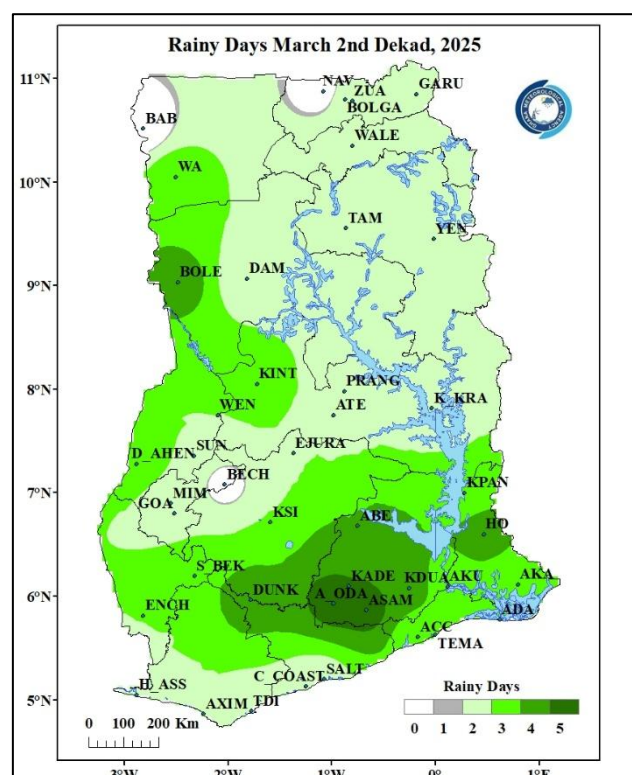 Rainy Days March 2nd Dekad, 2025
11°N
10°N
9°N
8°N
7°N
6°N
5°N
NAV
ZUA
GARU
BOLGA
BAB
WALE
WA
TAM
YEN
BOLE
DAM
KINT
PRANG
WEN
ATE
K_KRA
SUN
EJURA
D_AHEN
BECH
MIM
GOA
KPAN
KSI
ABE
HO
S_BEK
DUNK
KADE
KDUA
AKU
AKA
A_ODA
ASAM
ENCH
ADA
ACC
TEMA
SALT
C_COAST
H_ASS
AXIM
TDI
Rainy Days
0 1 2 3 4 5
0 100 200 Km
3°W 2°W 1°W 0° 1°E